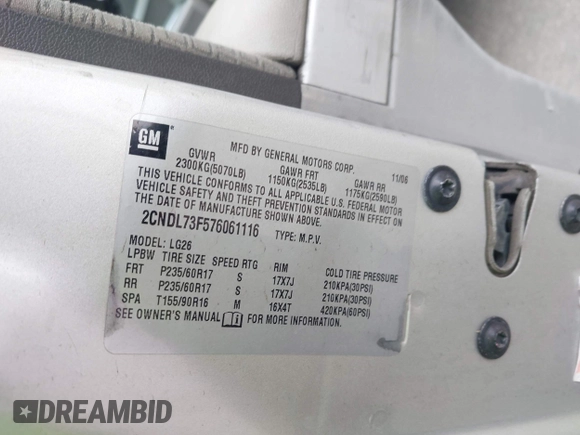 GM
MFD BY GENERAL MOTORS CORP. 11/06
GVWR GAWR FRT GAWR RR
2300KG(5070LB) 1150KG(2535LB) 1175KG(2590LB)
THIS VEHICLE CONFORMS TO ALL APPLICABLE U.S. FEDERAL MOTOR
VEHICLE SAFETY AND THEFT PREVENTION STANDARDS IN EFFECT ON
THE DATE OF MANUFACTURE SHOWN ABOVE.
2CNDL73F576061116 TYPE: M.P.V.
MODEL: LG26
LPBW TIRE SIZE SPEED RTG RIM COLD TIRE PRESSURE
FRT P235/60R17 S 17X7J 210KPA(30PSI)
RR P235/60R17 S 17X7J 210KPA(30PSI)
SPA T155/90R16 M 16X4T 420KPA(60PSI)
SEE OWNER'S MANUAL FOR MORE INFORMATION.
DREAMBID